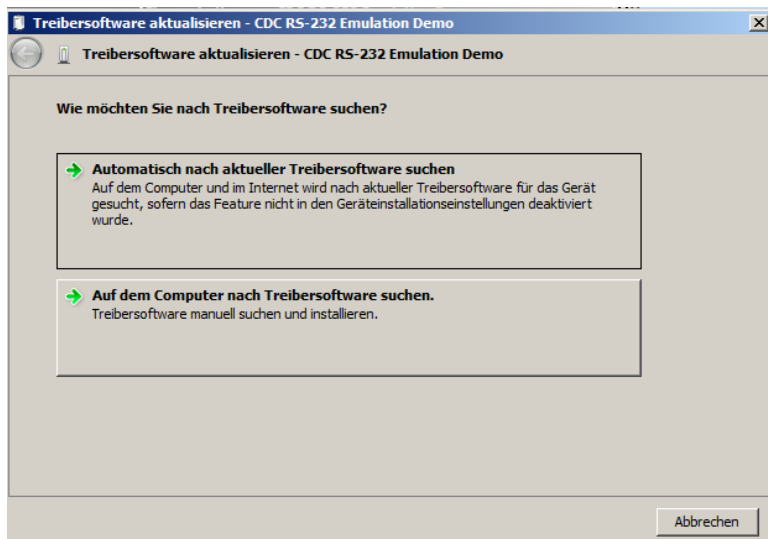 Treibersoftware aktualisieren - CDC RS-232 Emulation Demo
Treibersoftware aktualisieren - CDC RS-232 Emulation Demo
Wie möchten Sie nach Treibersoftware suchen?
Automatisch nach aktueller Treibersoftware suchen
Auf dem Computer und im Internet wird nach aktueller Treibersoftware für das Gerät
gesucht, sofern das Feature nicht in den Geräteinstallationseinstellungen deaktiviert
wurde.
Auf dem Computer nach Treibersoftware suchen.
Treibersoftware manuell suchen und installieren.
Abbrechen